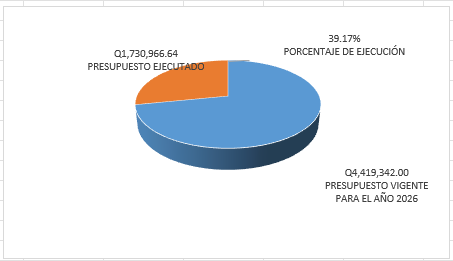 Q1,730,966.64
PRESUPUESTO EJECUTADO
39.17%
PORCENTAJE DE EJECUCIÓN
Q4,419,342.00
PRESUPUESTO VIGENTE
PARA EL AÑO 2026